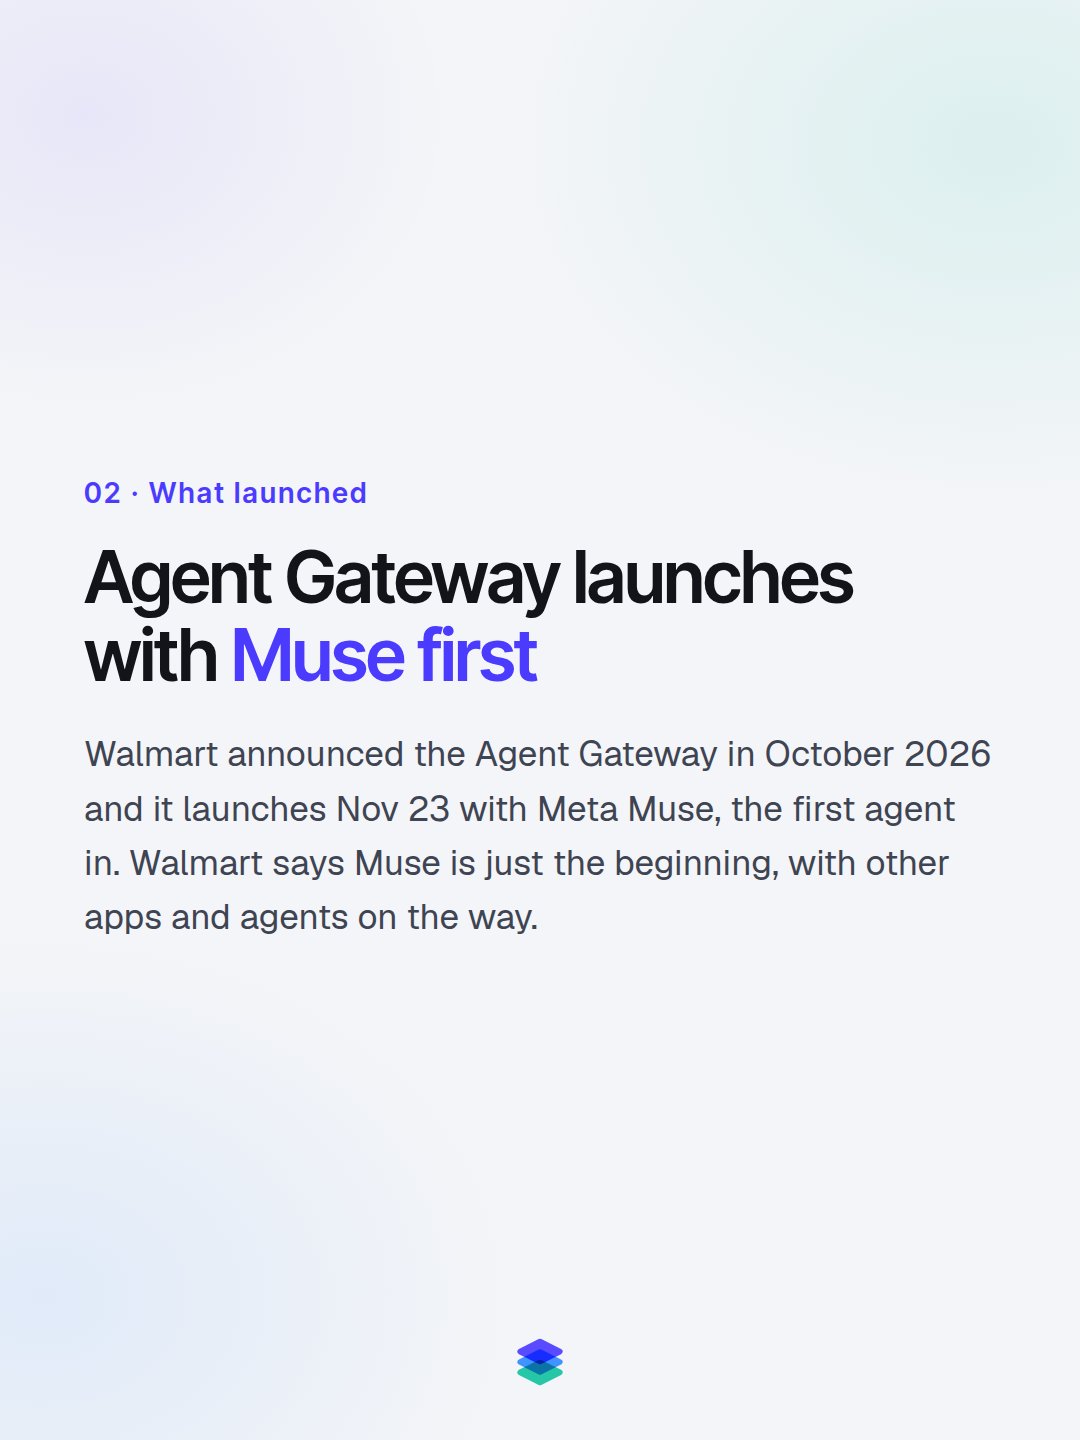 02 · What launched
Agent Gateway launches
with Muse first
Walmart announced the Agent Gateway in October 2026
and it launches Nov 23 with Meta Muse, the first agent
in. Walmart says Muse is just the beginning, with other
apps and agents on the way.